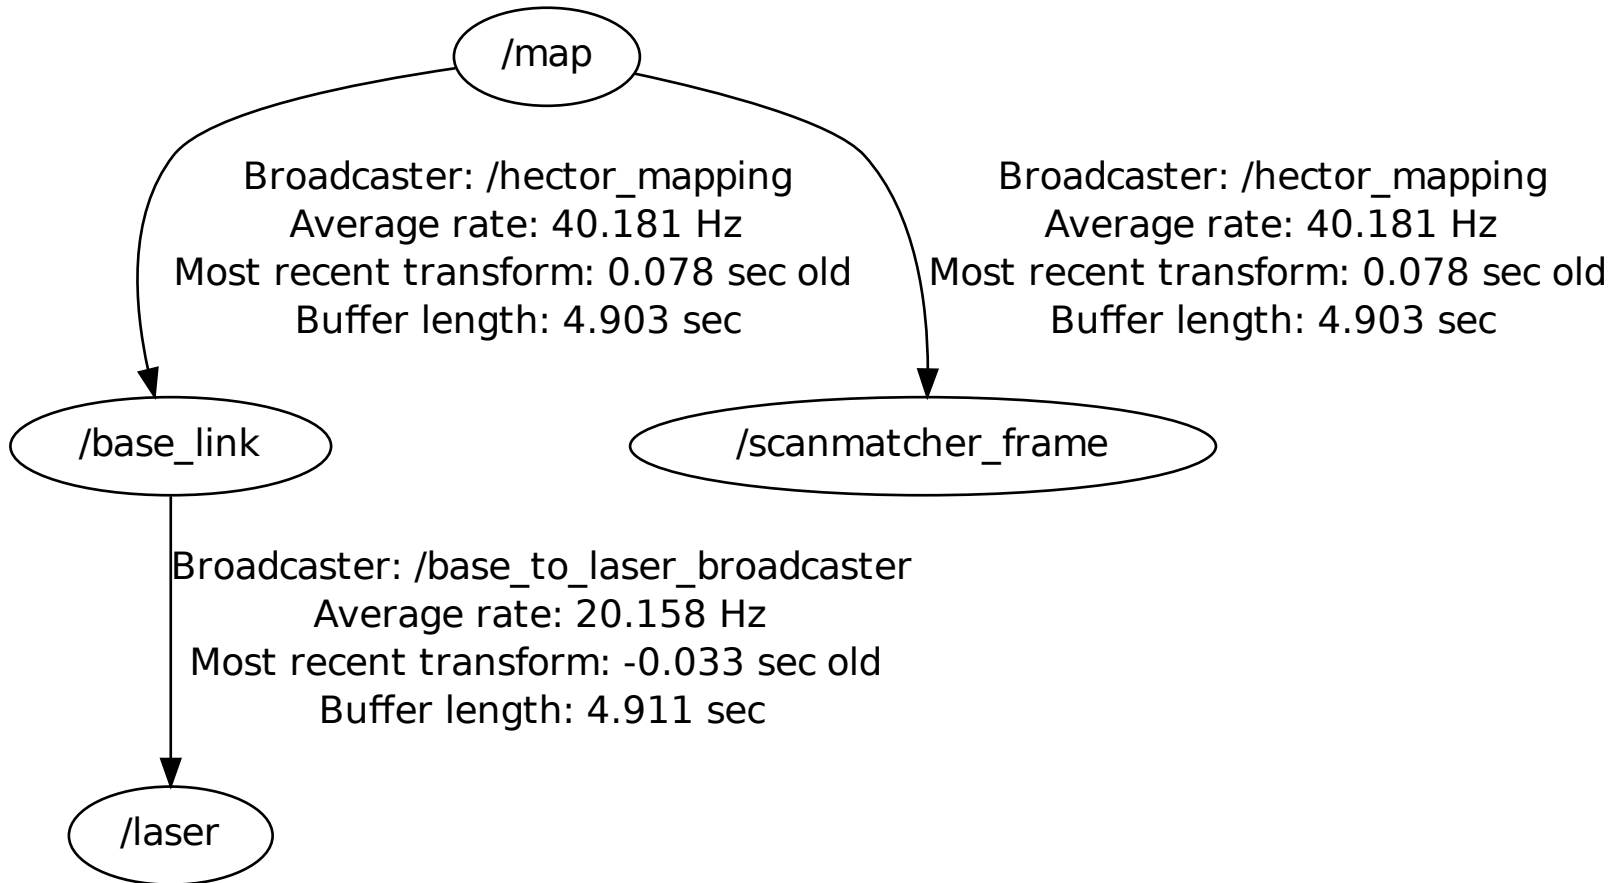 /map
Broadcaster: /hector_mapping
Average rate: 40.181 Hz
Most recent transform: 0.078 sec old
Buffer length: 4.903 sec
Broadcaster: /hector_mapping
Average rate: 40.181 Hz
Most recent transform: 0.078 sec old
Buffer length: 4.903 sec
/base_link
/scanmatcher_frame
Broadcaster: /base_to_laser_broadcaster
Average rate: 20.158 Hz
Most recent transform: -0.033 sec old
Buffer length: 4.911 sec
/laser